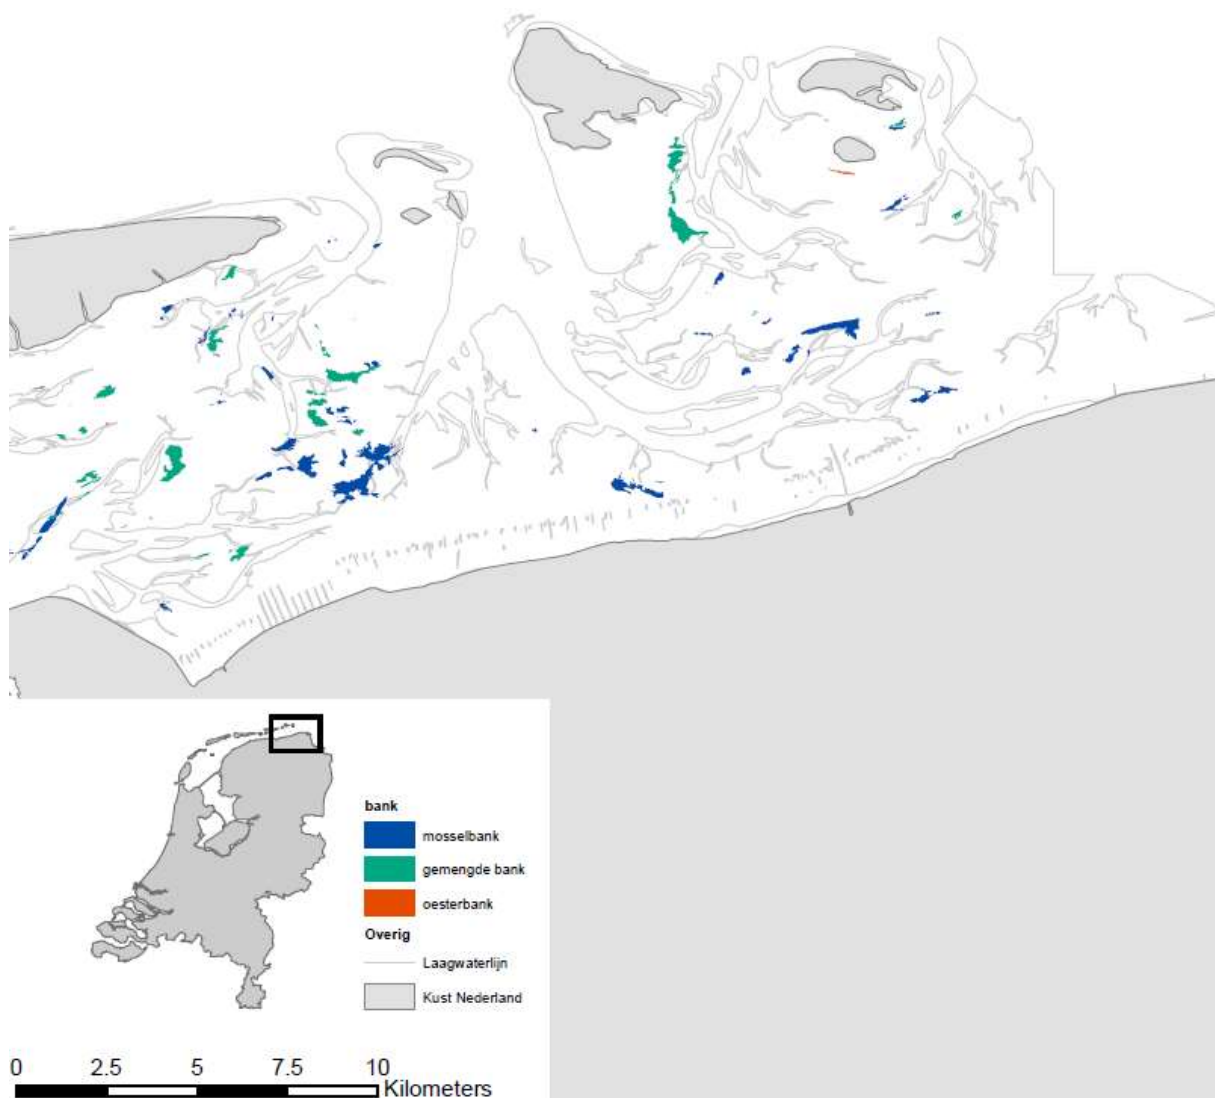 bank
mosselbank
gemengde bank
oesterbank
Overig
Laagwaterlijn
Kust Nederland
0 2.5 5 7.5 10
Kilometers